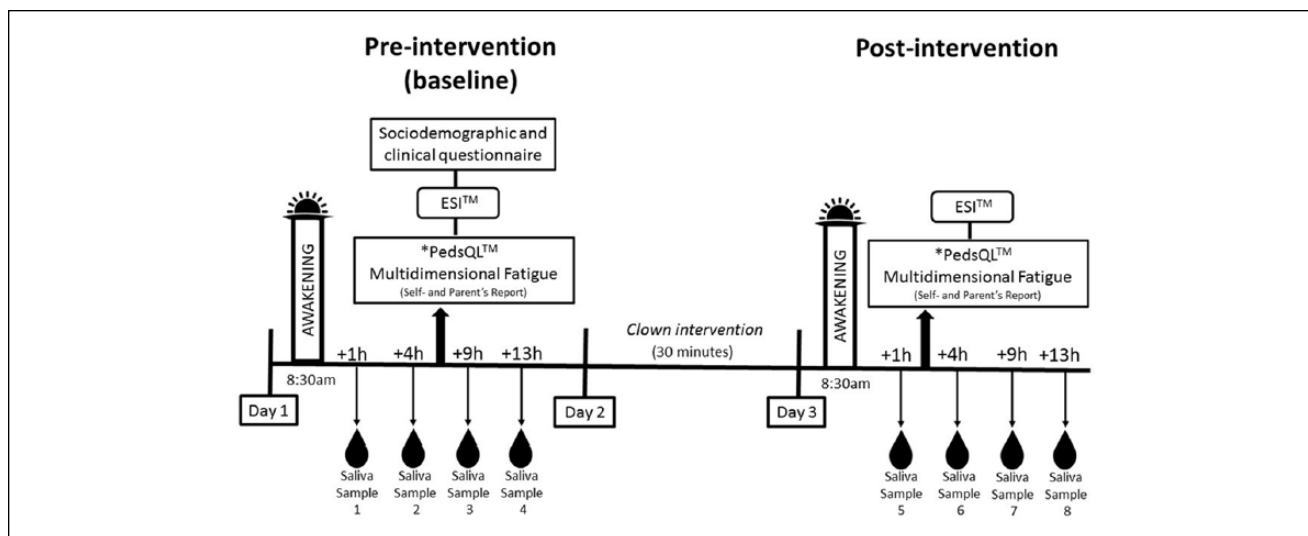 Pre-intervention
(baseline)
Post-intervention
Sociodemographic and
clinical questionnaire
ESI™
*PedsQL™
Multidimensional Fatigue
(Self- and Parent's Report)
ESI™
*PedsQL™
Multidimensional Fatigue
(Self- and Parent's Report)
AWAKENING
+1h
+4h
+9h
+13h
Clown intervention
(30 minutes)
AWAKENING
+1h
+4h
+9h
+13h
8:30am
8:30am
Day 1
Day 2
Day 3
Saliva
Sample
1
Saliva
Sample
2
Saliva
Sample
3
Saliva
Sample
4
Saliva
Sample
5
Saliva
Sample
6
Saliva
Sample
7
Saliva
Sample
8